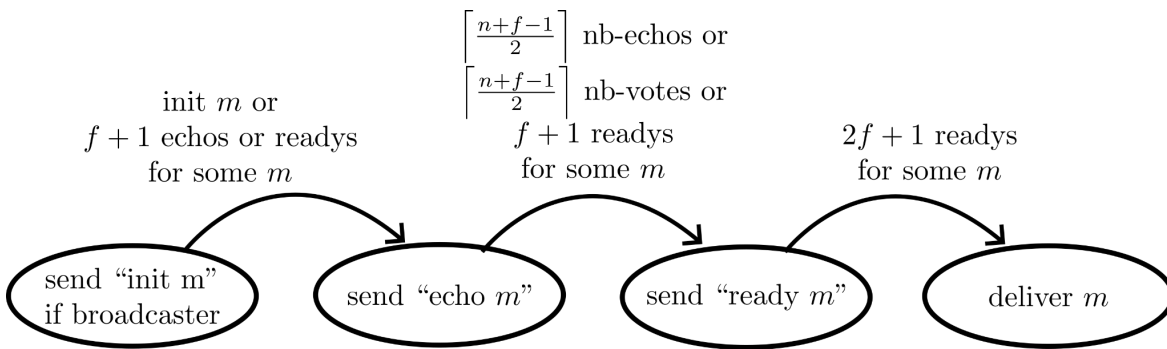 ⌈(n+f−1)/2⌉ nb-echos or
⌈(n+f−1)/2⌉ nb-votes or
f + 1 readys
for some m
init m or
f + 1 echos or readys
for some m
2f + 1 readys
for some m
send “init m”
if broadcaster
send “echo m”
send “ready m”
deliver m